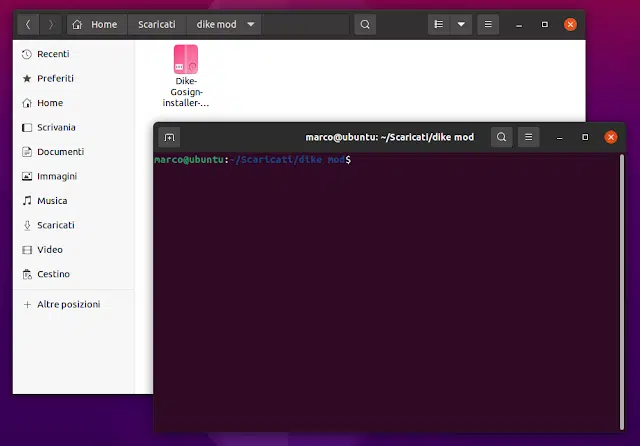 Home
Scaricati
dike mod
Recenti
Preferiti
Home
Scrivania
Documenti
Immagini
Musica
Scaricati
Video
Cestino
Altre posizioni
Dike-
Gosign-
installer-...
marco@ubuntu: ~/Scaricati/dike mod
marco@ubuntu:~/Scaricati/dike mod$